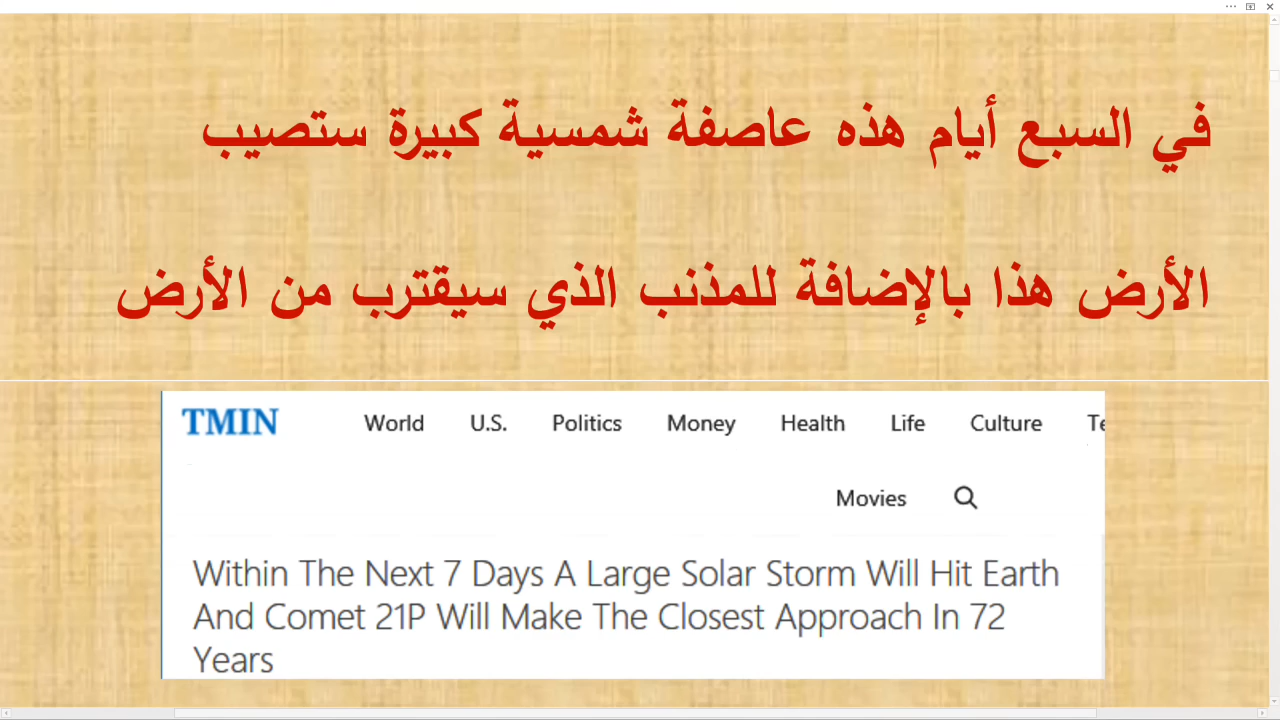 في السبع أيام هذه عاصفة شمسية كبيرة ستصيب
الأرض هذا بالإضافة للمذنب الذي سيقترب من الأرض
TMIN World U.S. Politics Money Health Life Culture
Movies
Within The Next 7 Days A Large Solar Storm Will Hit Earth
And Comet 21P Will Make The Closest Approach In 72
Years